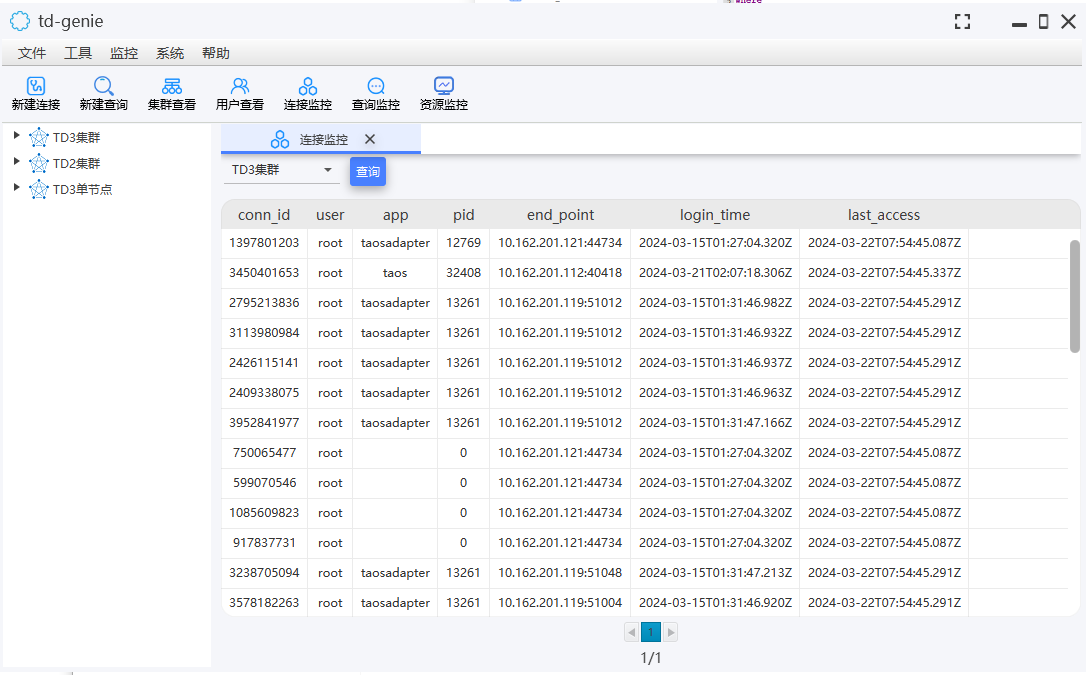 td-genie
文件 工具 监控 系统 帮助
新建连接 新建查询 集群查看 用户查看 连接监控 查询监控 资源监控
TD3集群
TD2集群
TD3单节点
连接监控
TD3集群 查询
conn_id user app pid end_point login_time last_access
1397801203 root taosadapter 12769 10.162.201.121:44734 2024-03-15T01:27:04.320Z 2024-03-22T07:54:45.087Z
3450401653 root taos 32408 10.162.201.112:40418 2024-03-21T02:07:18.306Z 2024-03-22T07:54:45.337Z
2795213836 root taosadapter 13261 10.162.201.119:51012 2024-03-15T01:31:46.982Z 2024-03-22T07:54:45.291Z
3113980984 root taosadapter 13261 10.162.201.119:51012 2024-03-15T01:31:46.932Z 2024-03-22T07:54:45.291Z
2426115141 root taosadapter 13261 10.162.201.119:51012 2024-03-15T01:31:46.937Z 2024-03-22T07:54:45.291Z
2409338075 root taosadapter 13261 10.162.201.119:51012 2024-03-15T01:31:46.963Z 2024-03-22T07:54:45.291Z
3952841977 root taosadapter 13261 10.162.201.119:51012 2024-03-15T01:31:47.166Z 2024-03-22T07:54:45.291Z
750065477 root 0 10.162.201.121:44734 2024-03-15T01:27:04.320Z 2024-03-22T07:54:45.087Z
599070546 root 0 10.162.201.121:44734 2024-03-15T01:27:04.320Z 2024-03-22T07:54:45.087Z
1085609823 root 0 10.162.201.121:44734 2024-03-15T01:27:04.320Z 2024-03-22T07:54:45.087Z
917837731 root 0 10.162.201.121:44734 2024-03-15T01:27:04.320Z 2024-03-22T07:54:45.087Z
3238705094 root taosadapter 13261 10.162.201.119:51048 2024-03-15T01:31:47.213Z 2024-03-22T07:54:45.291Z
3578182263 root taosadapter 13261 10.162.201.119:51004 2024-03-15T01:31:46.920Z 2024-03-22T07:54:45.291Z
1
1/1